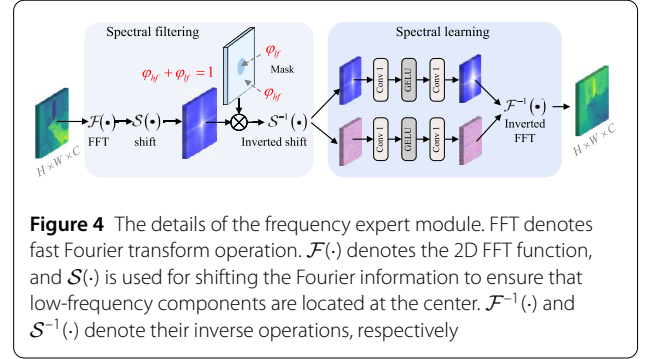 Spectral filtering
Spectral learning
φ_lf
φ_hf + φ_lf = 1
Mask
φ_hf
Conv 1
GELU
Conv 1
F(•)
S(•)
S⁻¹(•)
F⁻¹(•)
FFT
shift
Inverted shift
Inverted
FFT
Conv 1
GELU
Conv 1
H×W×C
H×W×C
Figure 4 The details of the frequency expert module. FFT denotes
fast Fourier transform operation. F(·) denotes the 2D FFT function,
and S(·) is used for shifting the Fourier information to ensure that
low-frequency components are located at the center. F⁻¹(·) and
S⁻¹(·) denote their inverse operations, respectively